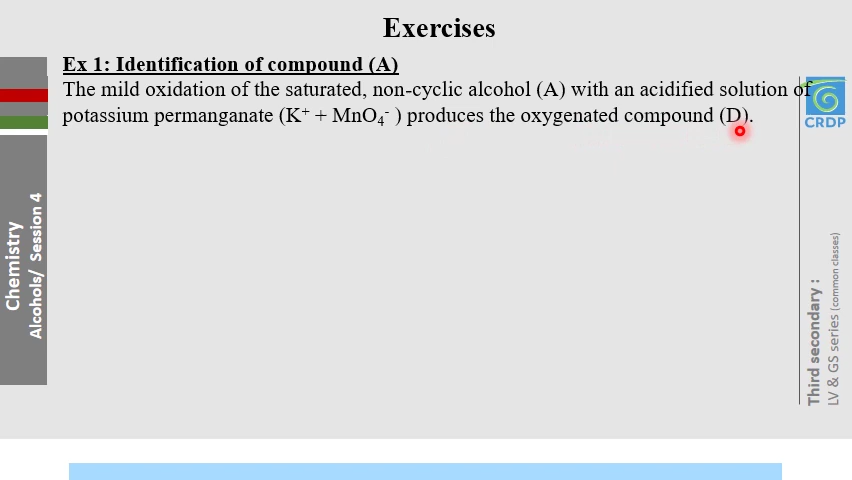 Exercises
Ex 1: Identification of compound (A)
The mild oxidation of the saturated, non-cyclic alcohol (A) with an acidified solution of
potassium permanganate (K⁺ + MnO₄⁻ ) produces the oxygenated compound (D).
CRDP
Chemistry
Alcohols/ Session 4
Third secondary :
LV & GS series (common classes)